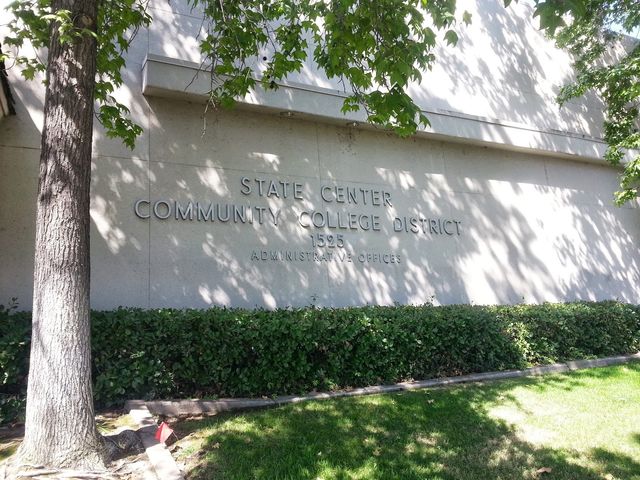 STATE CENTER
COMMUNITY COLLEGE DISTRICT
1525
ADMINISTRATIVE OFFICES